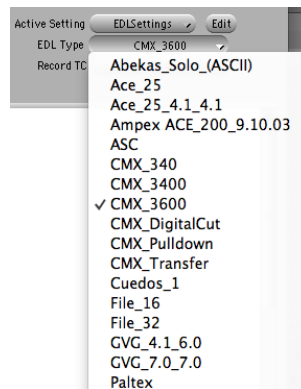 Active Setting EDLSettings Edit
EDL Type CMX_3600
Record TC
Abekas_Solo_(ASCII)
Ace_25
Ace_25_4.1_4.1
Ampex ACE_200_9.10.03
ASC
CMX_340
CMX_3400
✓ CMX_3600
CMX_DigitalCut
CMX_Pulldown
CMX_Transfer
Cuedos_1
File_16
File_32
GVG_4.1_6.0
GVG_7.0_7.0
Paltex